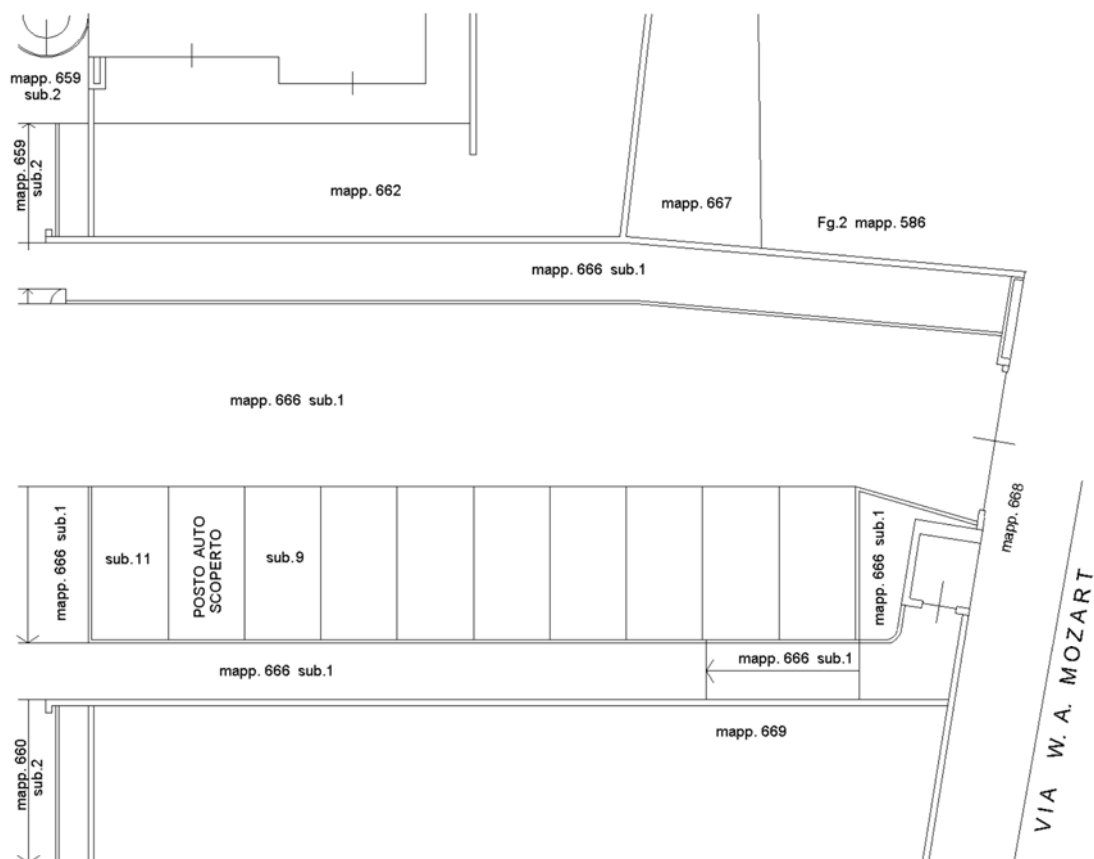 mapp. 659
sub.2
mapp. 659
sub.2
mapp. 662
mapp. 667
Fg.2 mapp. 586
mapp. 666 sub.1
mapp. 666 sub.1
mapp. 668
mapp. 666 sub.1
sub.11
POSTO AUTO
SCOPERTO
sub.9
mapp. 666 sub.1
mapp. 666 sub.1
mapp. 666 sub.1
mapp. 669
mapp. 660
sub.2
VIA W. A. MOZART